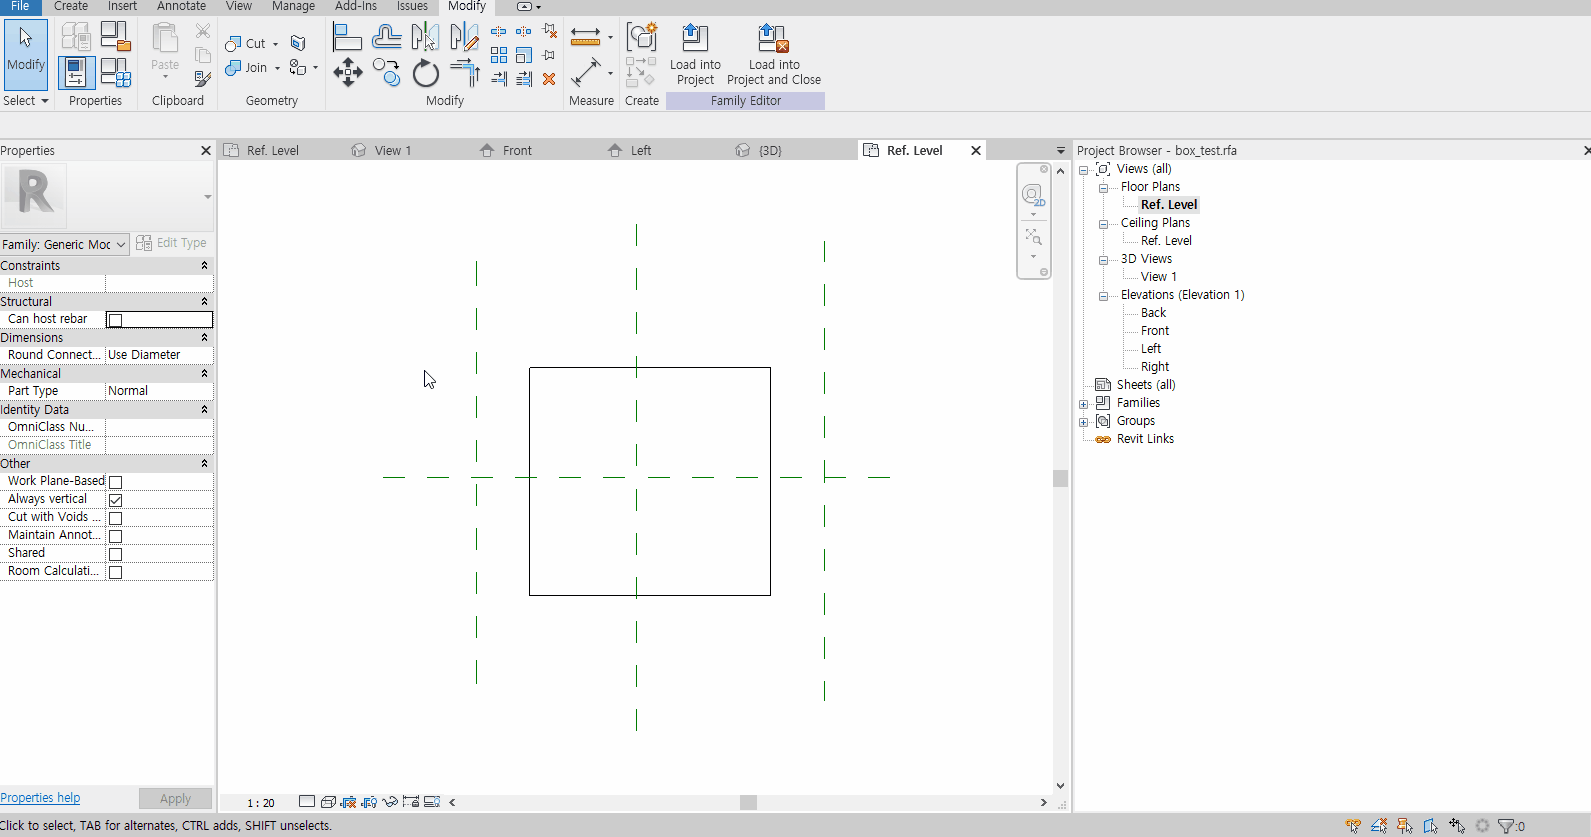 File Create Insert Annotate View Manage Add-Ins Issues Modify
Modify
Select
Properties
Paste
Clipboard
Cut
Join
Geometry
Modify
Measure
Create
Load into
Project
Load into
Project and Close
Family Editor
Properties
Family: Generic Moc
Edit Type
Constraints
Host
Structural
Can host rebar
Dimensions
Round Connect... Use Diameter
Mechanical
Part Type Normal
Identity Data
OmniClass Nu...
OmniClass Title
Other
Work Plane-Based
Always vertical
Cut with Voids ...
Maintain Annot...
Shared
Room Calculati...
Properties help
Apply
Ref. Level View 1 Front Left {3D} Ref. Level
2D
1 : 20
Project Browser - box_test.rfa
Views (all)
Floor Plans
Ref. Level
Ceiling Plans
Ref. Level
3D Views
View 1
Elevations (Elevation 1)
Back
Front
Left
Right
Sheets (all)
Families
Groups
Revit Links
Click to select, TAB for alternates, CTRL adds, SHIFT unselects.
:0